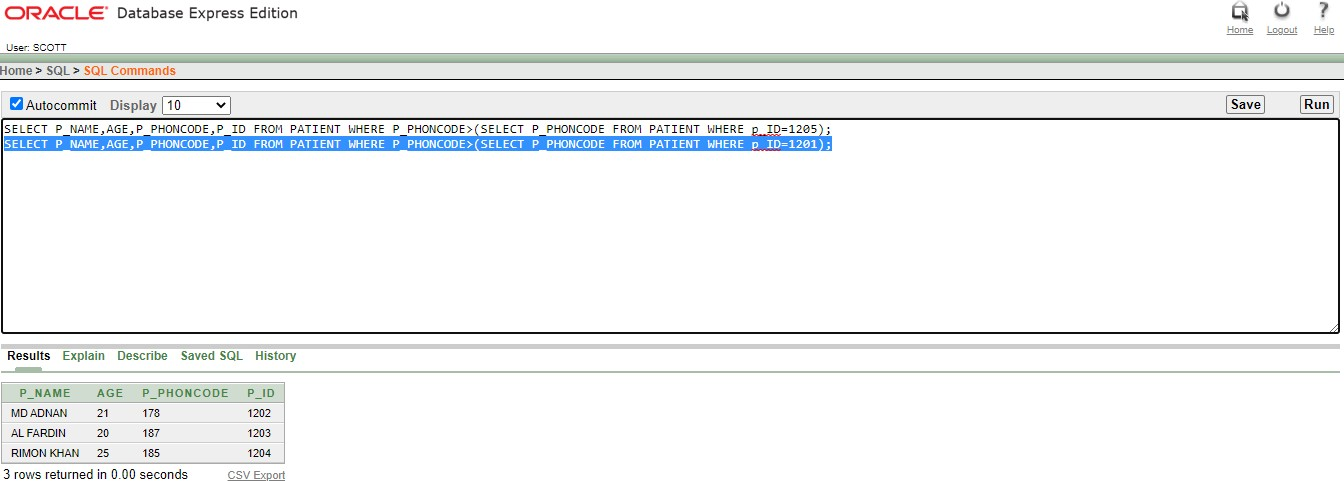 ORACLE® Database Express Edition
Home Logout Help
User: SCOTT
Home > SQL > SQL Commands
Autocommit Display 10 Save Run
SELECT P_NAME,AGE,P_PHONCODE,P_ID FROM PATIENT WHERE P_PHONCODE>(SELECT P_PHONCODE FROM PATIENT WHERE p_ID=1205);
SELECT P_NAME,AGE,P_PHONCODE,P_ID FROM PATIENT WHERE P_PHONCODE>(SELECT P_PHONCODE FROM PATIENT WHERE p_ID=1201);
Results Explain Describe Saved SQL History
P_NAME AGE P_PHONCODE P_ID
MD ADNAN 21 178 1202
AL FARDIN 20 187 1203
RIMON KHAN 25 185 1204
3 rows returned in 0.00 seconds CSV Export